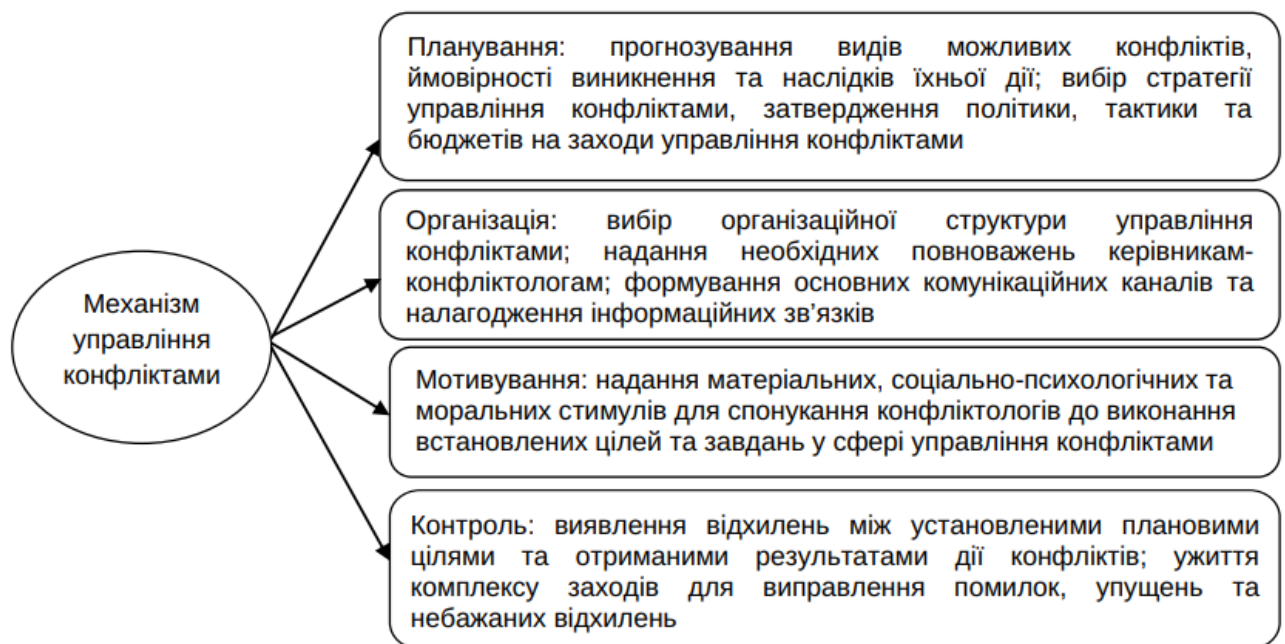 Механізм
управління
конфліктами
Планування: прогнозування видів можливих конфліктів,
ймовірності виникнення та наслідків їхньої дії; вибір стратегії
управління конфліктами, затвердження політики, тактики та
бюджетів на заходи управління конфліктами
Організація: вибір організаційної структури управління
конфліктами; надання необхідних повноважень керівникам-
конфліктологам; формування основних комунікаційних каналів та
налагодження інформаційних зв’язків
Мотивування: надання матеріальних, соціально-психологічних та
моральних стимулів для спонукання конфліктологів до виконання
встановлених цілей та завдань у сфері управління конфліктами
Контроль: виявлення відхилень між установленими плановими
цілями та отриманими результатами дії конфліктів; ужиття
комплексу заходів для виправлення помилок, упущень та
небажаних відхилень